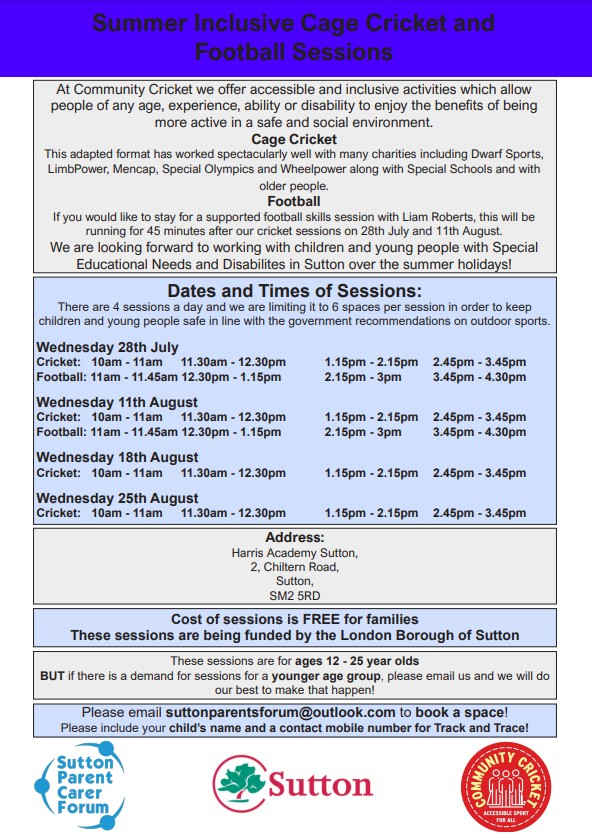 Summer Inclusive Cage Cricket and
Football Sessions
At Community Cricket we offer accessible and inclusive activities which allow
people of any age, experience, ability or disability to enjoy the benefits of being
more active in a safe and social environment.
Cage Cricket
This adapted format has worked spectacularly well with many charities including Dwarf Sports,
LimbPower, Mencap, Special Olympics and Wheelpower along with Special Schools and with
older people.
Football
If you would like to stay for a supported football skills session with Liam Roberts, this will be
running for 45 minutes after our cricket sessions on 28th July and 11th August.
We are looking forward to working with children and young people with Special
Educational Needs and Disabilites in Sutton over the summer holidays!
Dates and Times of Sessions:
There are 4 sessions a day and we are limiting it to 6 spaces per session in order to keep
children and young people safe in line with the government recommendations on outdoor sports.
Wednesday 28th July
Cricket: 10am - 11am 11.30am - 12.30pm 1.15pm - 2.15pm 2.45pm - 3.45pm
Football: 11am - 11.45am 12.30pm - 1.15pm 2.15pm - 3pm 3.45pm - 4.30pm
Wednesday 11th August
Cricket: 10am - 11am 11.30am - 12.30pm 1.15pm - 2.15pm 2.45pm - 3.45pm
Football: 11am - 11.45am 12.30pm - 1.15pm 2.15pm - 3pm 3.45pm - 4.30pm
Wednesday 18th August
Cricket: 10am - 11am 11.30am - 12.30pm 1.15pm - 2.15pm 2.45pm - 3.45pm
Wednesday 25th August
Cricket: 10am - 11am 11.30am - 12.30pm 1.15pm - 2.15pm 2.45pm - 3.45pm
Address:
Harris Academy Sutton,
2, Chiltern Road,
Sutton,
SM2 5RD
Cost of sessions is FREE for families
These sessions are being funded by the London Borough of Sutton
These sessions are for ages 12 - 25 year olds
BUT if there is a demand for sessions for a younger age group, please email us and we will do
our best to make that happen!
Please email suttonparentsforum@outlook.com to book a space!
Please include your child's name and a contact mobile number for Track and Trace!
Sutton
Parent
Carer
Forum
Sutton
COMMUNITY CRICKET
ACCESSIBLE SPORT
FOR ALL